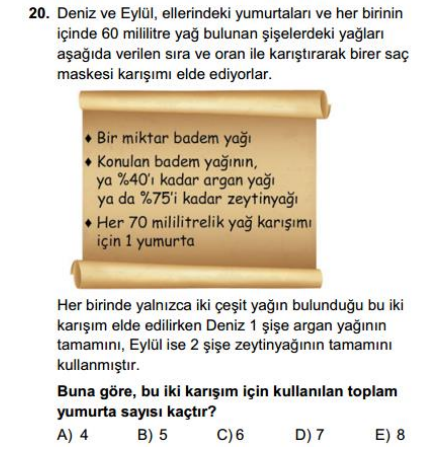 20. Deniz ve Eylül, ellerindeki yumurtaları ve her birinin
içinde 60 mililitre yağ bulunan şişelerdeki yağları
aşağıda verilen sıra ve oran ile karıştırarak birer saç
maskesi karışımı elde ediyorlar.
♦ Bir miktar badem yağı
♦ Konulan badem yağının,
ya %40'ı kadar argan yağı
ya da %75'i kadar zeytinyağı
♦ Her 70 mililitrelik yağ karışımı
için 1 yumurta
Her birinde yalnızca iki çeşit yağın bulunduğu bu iki
karışım elde edilirken Deniz 1 şişe argan yağının
tamamını, Eylül ise 2 şişe zeytinyağının tamamını
kullanmıştır.
Buna göre, bu iki karışım için kullanılan toplam
yumurta sayısı kaçtır?
A) 4 B) 5 C) 6 D) 7 E) 8